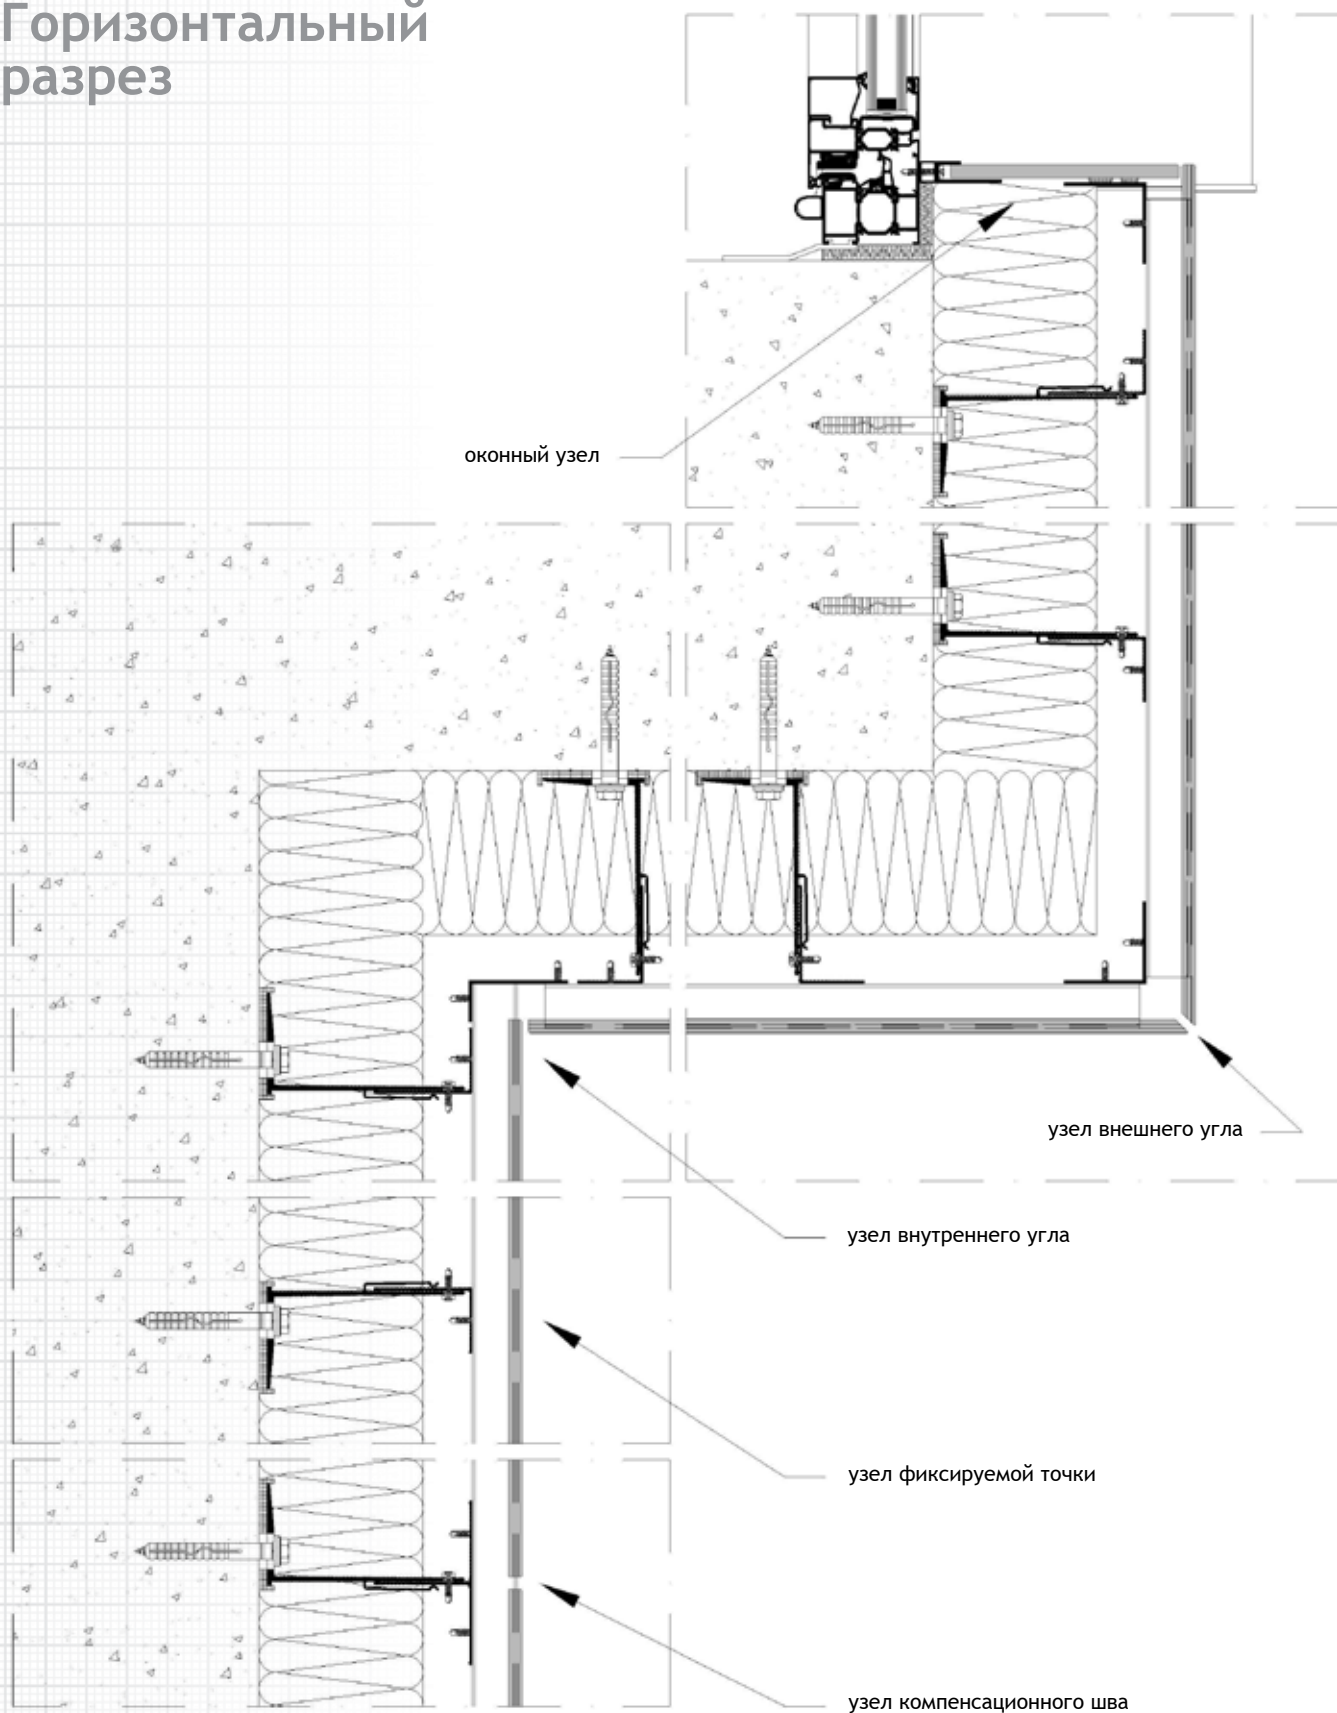 Горизонтальный
разрез
оконный узел
узел внешнего угла
узел внутреннего угла
узел фиксируемой точки
узел компенсационного шва